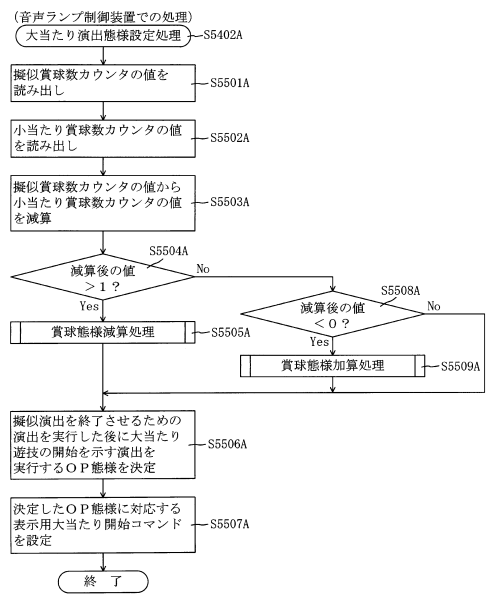 (音声ランプ制御装置での処理)
大当たり演出態様設定処理
S5402A
擬似賞球数カウンタの値を
読み出し
S5501A
小当たり賞球数カウンタの値
を読み出し
S5502A
擬似賞球数カウンタの値から
小当たり賞球数カウンタの値
を減算
S5503A
S5504A
減算後の値
>1?
No
Yes
S5508A
減算後の値
<0?
No
Yes
賞球態様減算処理
S5505A
賞球態様加算処理
S5509A
擬似演出を終了させるための
演出を実行した後に大当たり
遊技の開始を示す演出を
実行するOP態様を決定
S5506A
決定したOP態様に対応する
表示用大当たり開始コマンド
を設定
S5507A
終 了